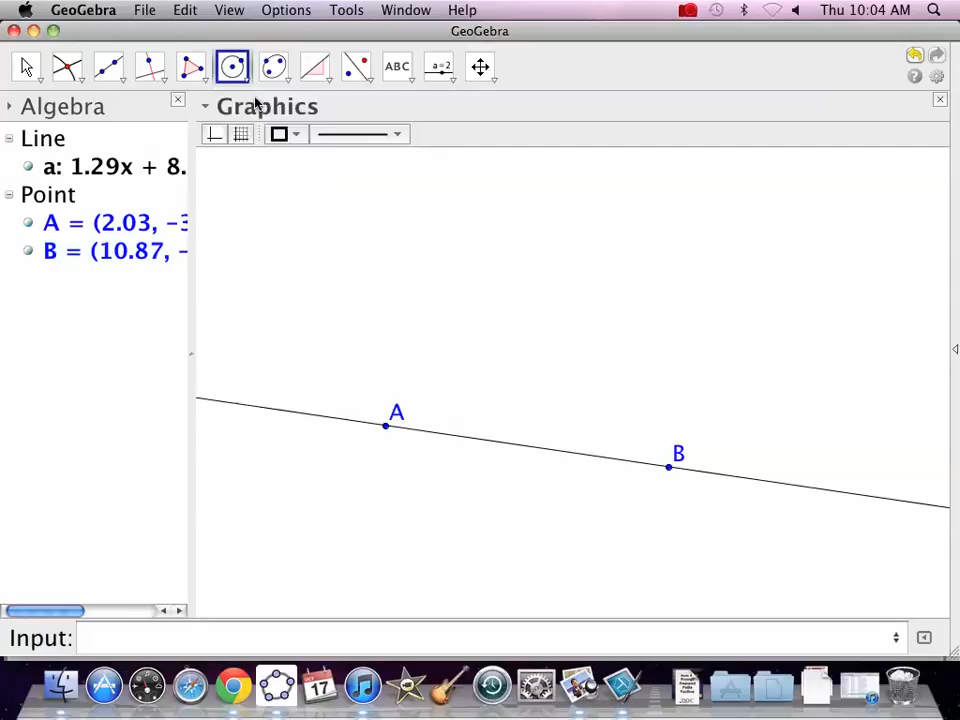 GeoGebra File Edit View Options Tools Window Help Thu 10:04 AM
GeoGebra
ABC a=2
Algebra
Graphics
Line
a: 1.29x + 8.
Point
A = (2.03, -3
B = (10.87, -
A
B
Input:
17